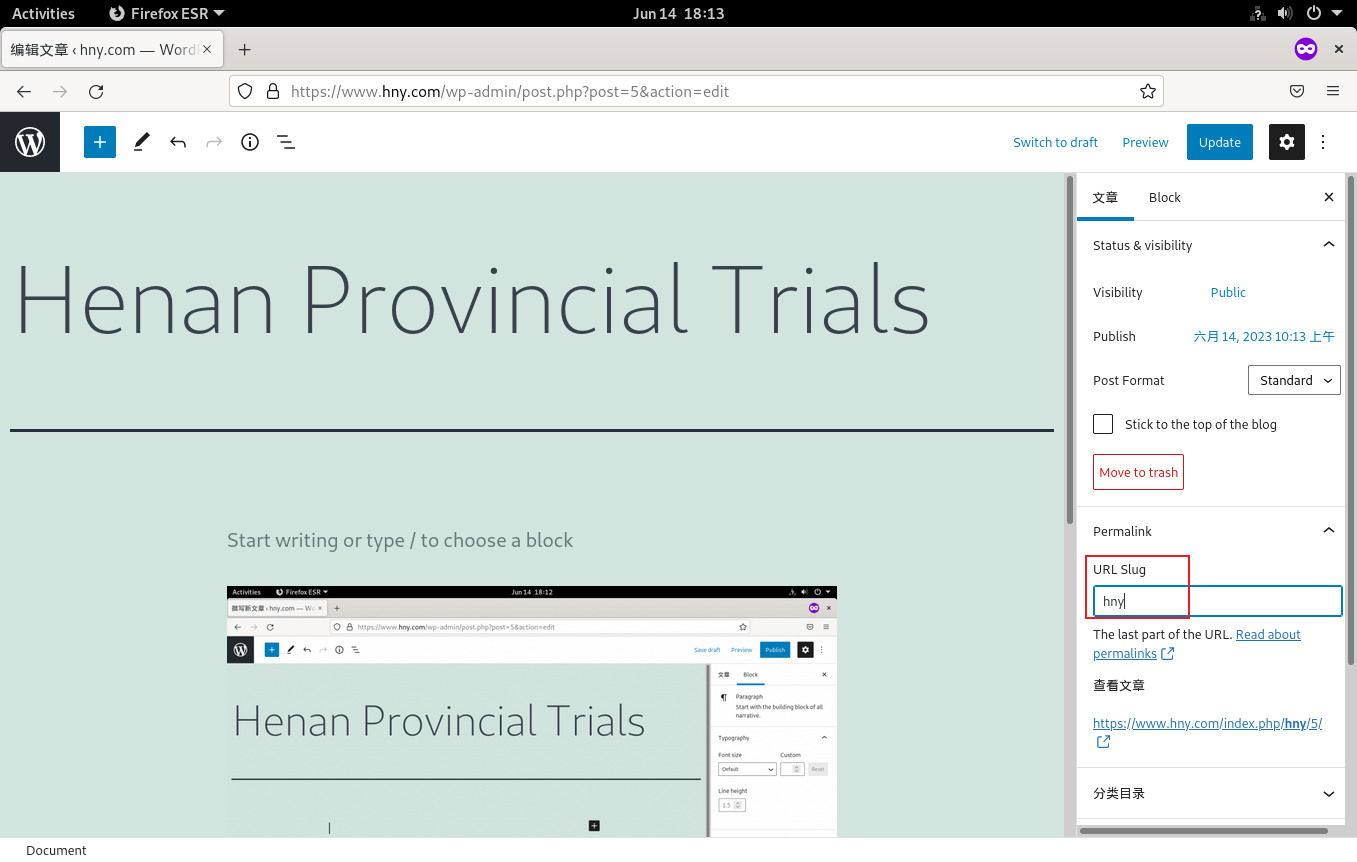 Activities
Firefox ESR
Jun 14 18:13
编辑文章 ‹ hny.com — Word
https://www.hny.com/wp-admin/post.php?post=5&action=edit
Switch to draft
Preview
Update
文章
Block
Status & visibility
Visibility
Public
Publish
六月 14, 2023 10:13 上午
Post Format
Standard
Stick to the top of the blog
Move to trash
Permalink
URL Slug
hny
The last part of the URL. Read about
permalinks
查看文章
https://www.hny.com/index.php/hny/5/
分类目录
Henan Provincial Trials
Start writing or type / to choose a block
Activities
Firefox ESR
Jun 14 18:12
撰写新文章 ‹ hny.com — Wo
https://www.hny.com/wp-admin/post.php?post=5&action=edit
Save draft
Preview
Publish
文章
Block
Paragraph
Start with the building block of all
narrative.
Henan Provincial Trials
Typography
Font size
Custom
Default
Reset
Line height
1.5
Document